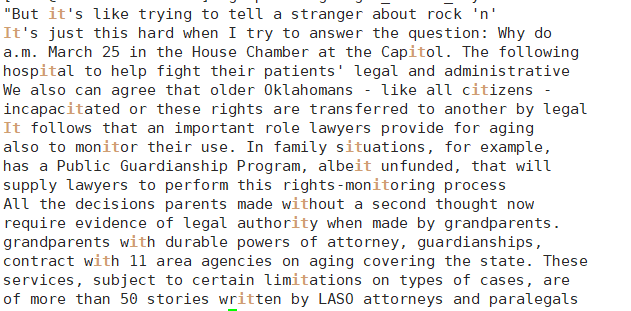 "But it's like trying to tell a stranger about rock 'n'
It's just this hard when I try to answer the question: Why do
a.m. March 25 in the House Chamber at the Capitol. The following
hospital to help fight their patients' legal and administrative
We also can agree that older Oklahomans - like all citizens -
incapacitated or these rights are transferred to another by legal
It follows that an important role lawyers provide for aging
also to monitor their use. In family situations, for example,
has a Public Guardianship Program, albeit unfunded, that will
supply lawyers to perform this rights-monitoring process
All the decisions parents made without a second thought now
require evidence of legal authority when made by grandparents.
grandparents with durable powers of attorney, guardianships,
contract with 11 area agencies on aging covering the state. These
services, subject to certain limitations on types of cases, are
of more than 50 stories written by LASO attorneys and paralegals